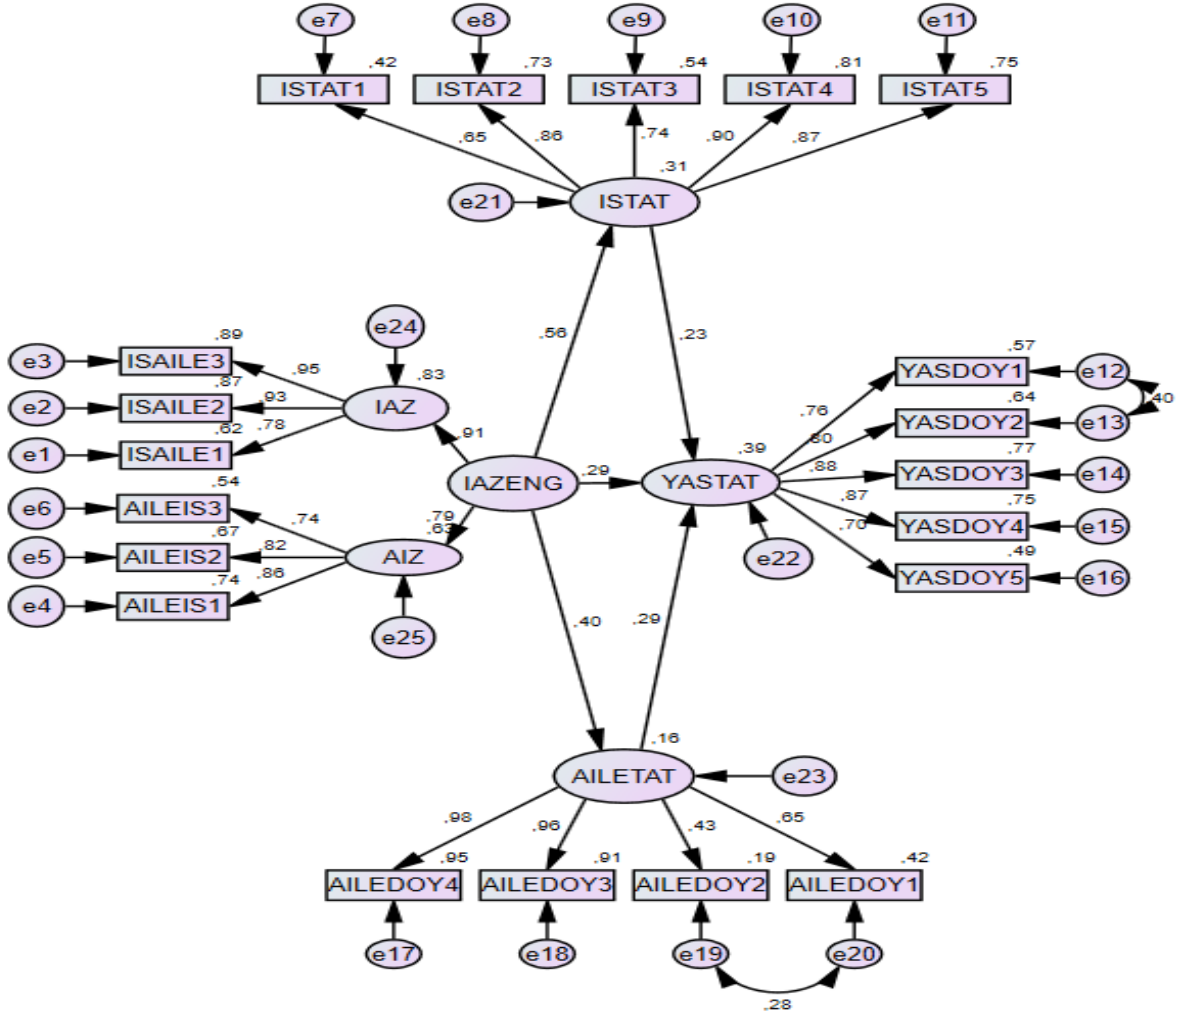 e7 e8 e9 e10 e11
,42 ,73 ,54 ,81 ,75
ISTAT1 ISTAT2 ISTAT3 ISTAT4 ISTAT5
,65 ,86 ,74 ,90 ,87
,31
e21 ISTAT
,56 ,23
e24
,89
e3 ISAILE3 ,95 ,83
,87
e2 ISAILE2 ,93 IAZ
,62 ,78
e1 ISAILE1 ,91
,54
e6 AILEIS3 ,74
,67
e5 AILEIS2 ,82 AIZ
,74 ,86
e4 AILEIS1
e25
,79
,63
IAZENG ,29 YASTAT
,39
e22
,57
,76 YASDOY1 e12
,64 ,40
,80 YASDOY2 e13
,77
,88 YASDOY3 e14
,75
,87 YASDOY4 e15
,49
,70 YASDOY5 e16
,40 ,29
,16
AILETAT e23
,98 ,96 ,43 ,65
,95 ,91 ,19 ,42
AILEDOY4 AILEDOY3 AILEDOY2 AILEDOY1
e17 e18 e19 e20
,28